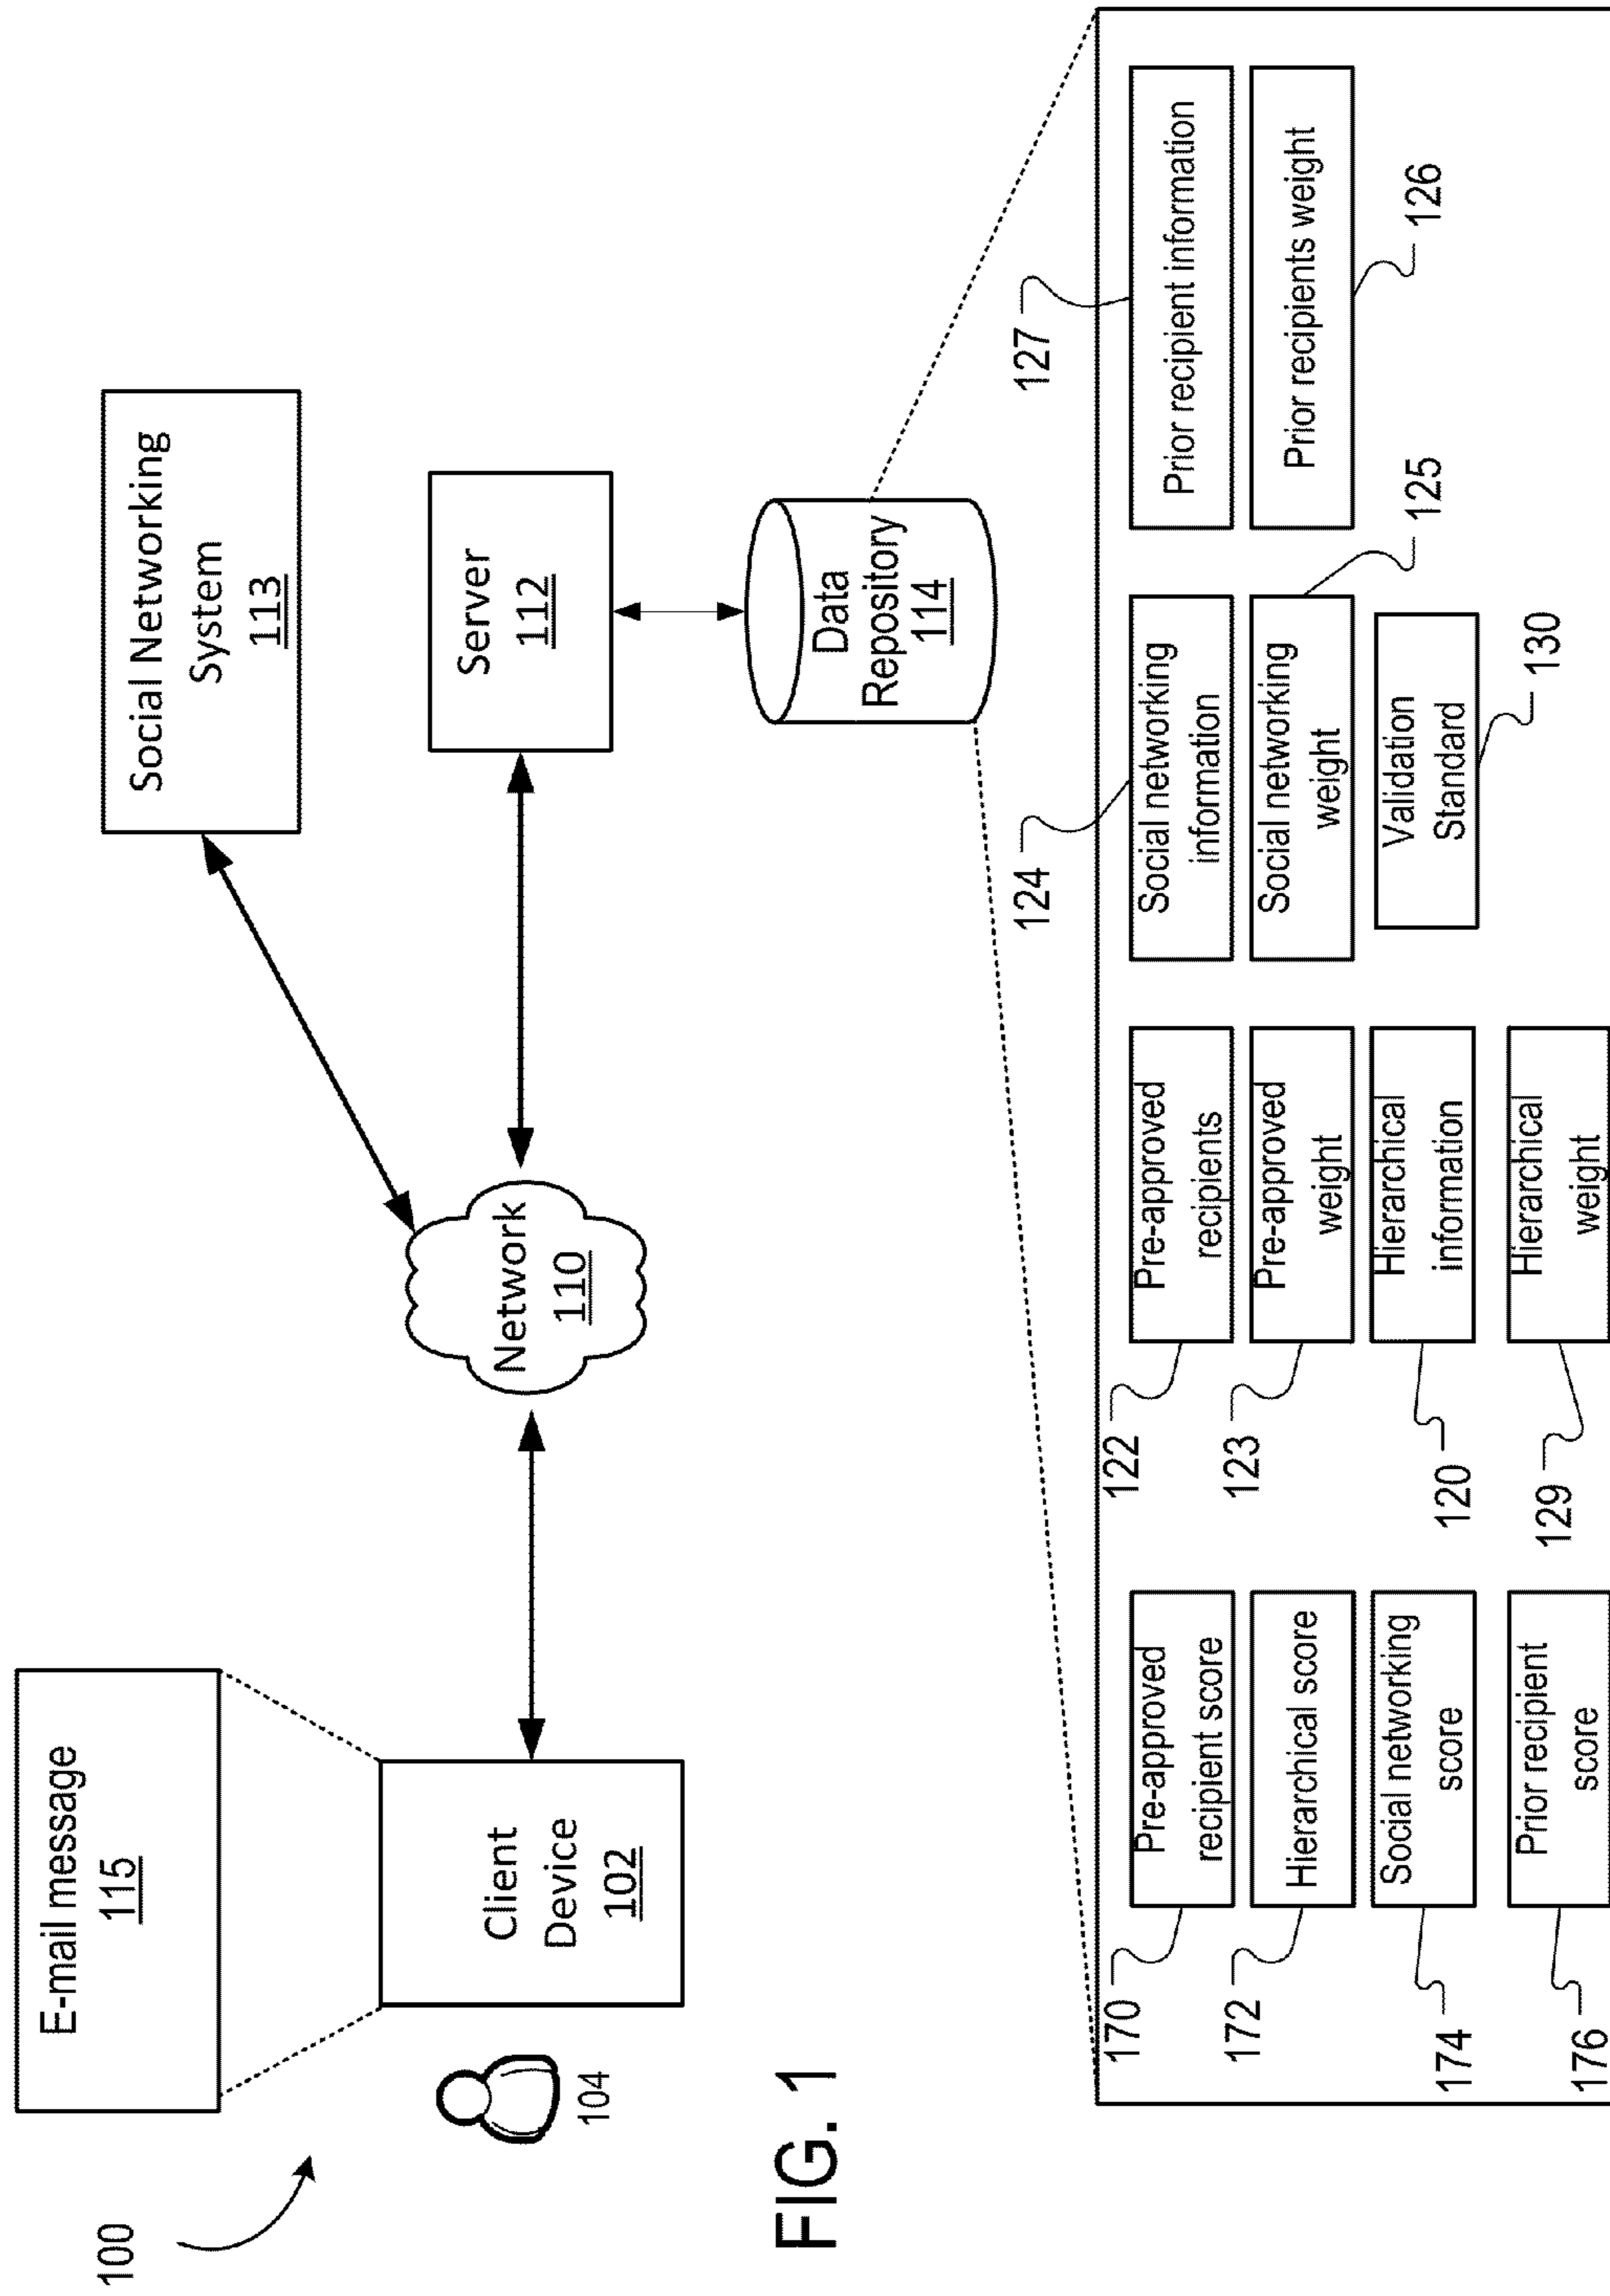 100
E-mail message
115
Social Networking
System
113
104
Client
Device
102
Network
110
Server
112
Data
Repository
114
FIG. 1
127
124
122
170
Pre-approved
recipient score
Pre-approved
recipients
Social networking
information
Prior recipient information
123
172
Hierarchical score
Pre-approved
weight
Social networking
weight
Prior recipients weight
125
126
120
174
Social networking
score
Hierarchical
information
Validation
Standard
130
129
176
Prior recipient
score
Hierarchical
weight